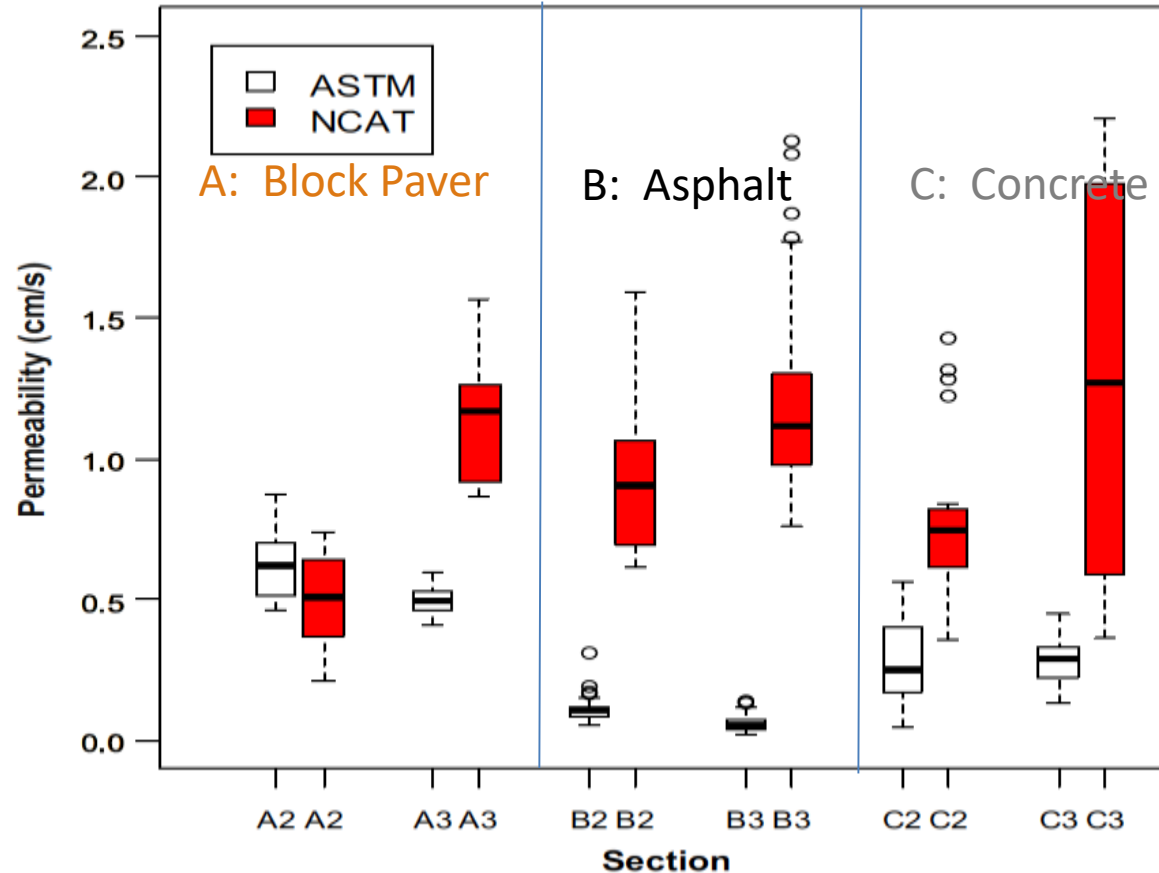 2.5
2.0
1.5
1.0
0.5
0.0
Permeability (cm/s)
ASTM
NCAT
A: Block Paver
B: Asphalt
C: Concrete
A2 A2 A3 A3 B2 B2 B3 B3 C2 C2 C3 C3
Section